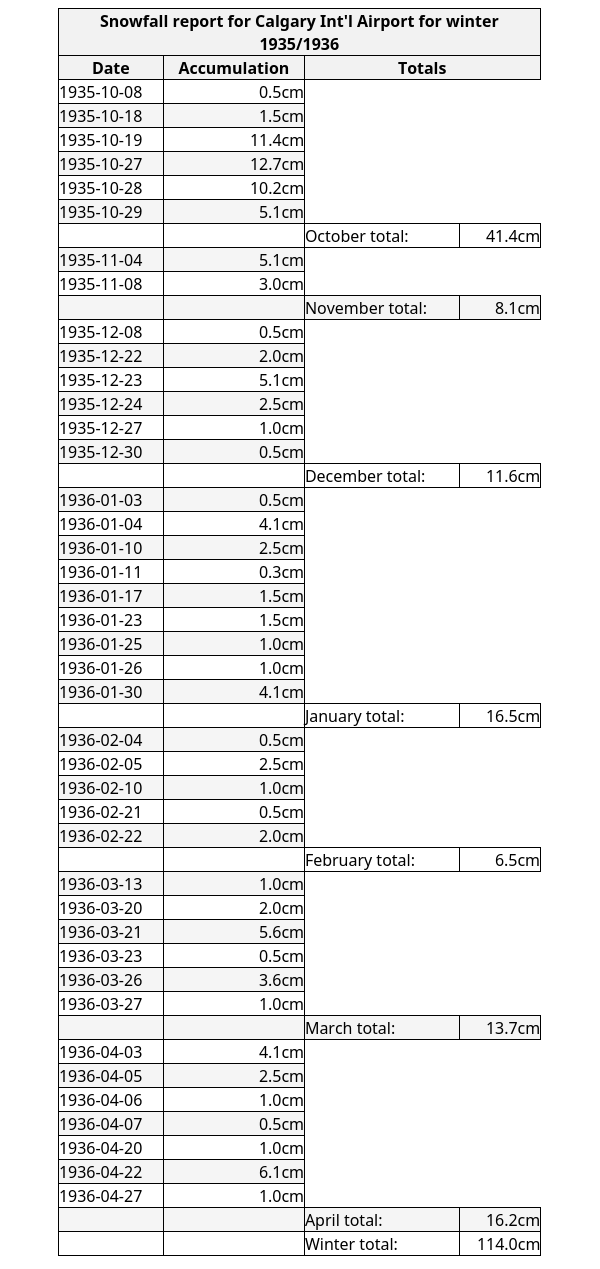 Snowfall report for Calgary Int'l Airport for winter
1935/1936
Date Accumulation Totals
1935-10-08 0.5cm
1935-10-18 1.5cm
1935-10-19 11.4cm
1935-10-27 12.7cm
1935-10-28 10.2cm
1935-10-29 5.1cm
October total: 41.4cm
1935-11-04 5.1cm
1935-11-08 3.0cm
November total: 8.1cm
1935-12-08 0.5cm
1935-12-22 2.0cm
1935-12-23 5.1cm
1935-12-24 2.5cm
1935-12-27 1.0cm
1935-12-30 0.5cm
December total: 11.6cm
1936-01-03 0.5cm
1936-01-04 4.1cm
1936-01-10 2.5cm
1936-01-11 0.3cm
1936-01-17 1.5cm
1936-01-23 1.5cm
1936-01-25 1.0cm
1936-01-26 1.0cm
1936-01-30 4.1cm
January total: 16.5cm
1936-02-04 0.5cm
1936-02-05 2.5cm
1936-02-10 1.0cm
1936-02-21 0.5cm
1936-02-22 2.0cm
February total: 6.5cm
1936-03-13 1.0cm
1936-03-20 2.0cm
1936-03-21 5.6cm
1936-03-23 0.5cm
1936-03-26 3.6cm
1936-03-27 1.0cm
March total: 13.7cm
1936-04-03 4.1cm
1936-04-05 2.5cm
1936-04-06 1.0cm
1936-04-07 0.5cm
1936-04-20 1.0cm
1936-04-22 6.1cm
1936-04-27 1.0cm
April total: 16.2cm
Winter total: 114.0cm